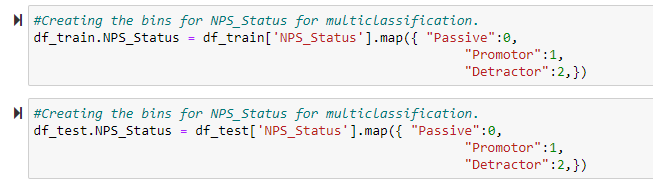 #Creating the bins for NPS_Status for multiclassification.
df_train.NPS_Status = df_train['NPS_Status'].map({ "Passive":0,
"Promotor":1,
"Detractor":2,})
#Creating the bins for NPS_Status for multiclassification.
df_test.NPS_Status = df_test['NPS_Status'].map({ "Passive":0,
"Promotor":1,
"Detractor":2,})